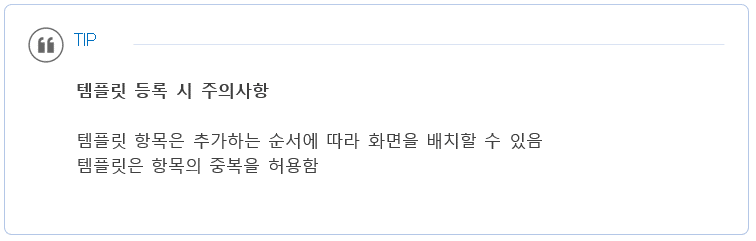 TIP
템플릿 등록 시 주의사항
템플릿 항목은 추가하는 순서에 따라 화면을 배치할 수 있음
템플릿은 항목의 중복을 허용함